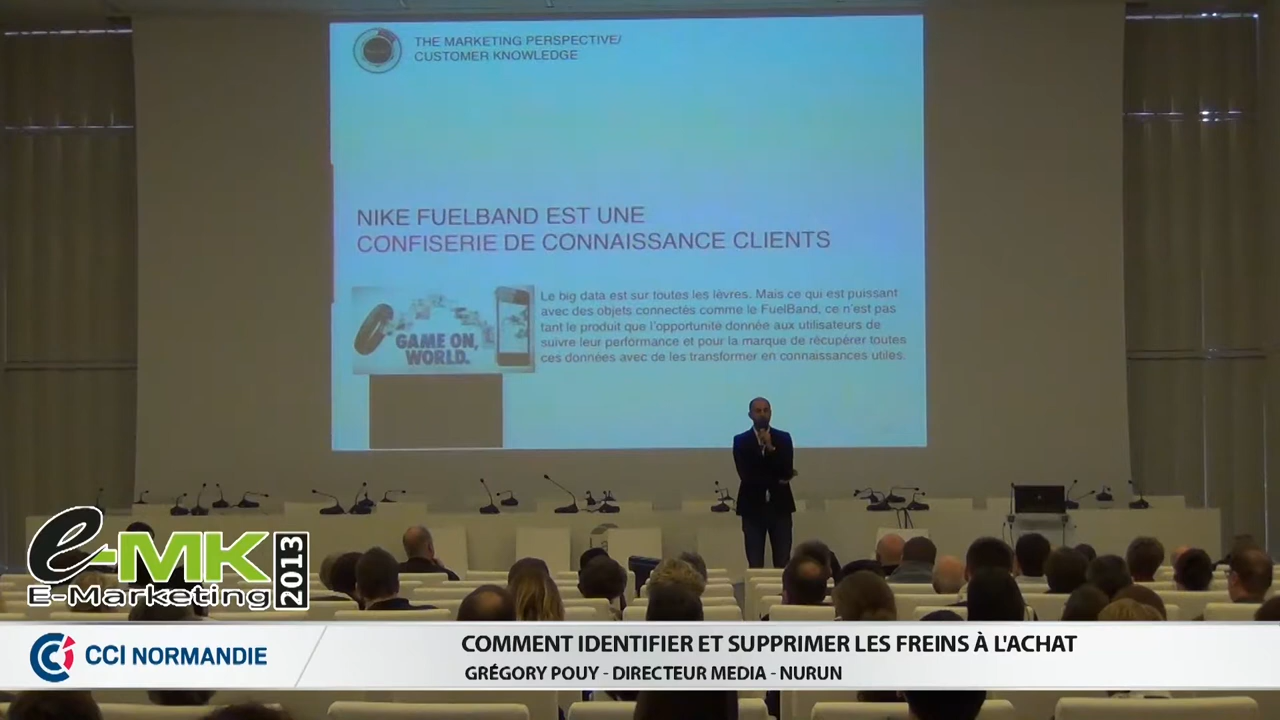 THE MARKETING PERSPECTIVE/
CUSTOMER KNOWLEDGE
NIKE FUELBAND EST UNE
CONFISERIE DE CONNAISSANCE CLIENTS
GAME ON,
WORLD.
Le big data est sur toutes les lèvres. Mais ce qui est puissant
avec des objets connectés comme le FuelBand, ce n'est pas
tant le produit que l'opportunité donnée aux utilisateurs de
suivre leur performance et pour la marque de récupérer toutes
ces données avec de les transformer en connaissances utiles.
e-MK
E-Marketing
2013
CCI NORMANDIE
COMMENT IDENTIFIER ET SUPPRIMER LES FREINS À L'ACHAT
GRÉGORY POUY - DIRECTEUR MEDIA - NURUN